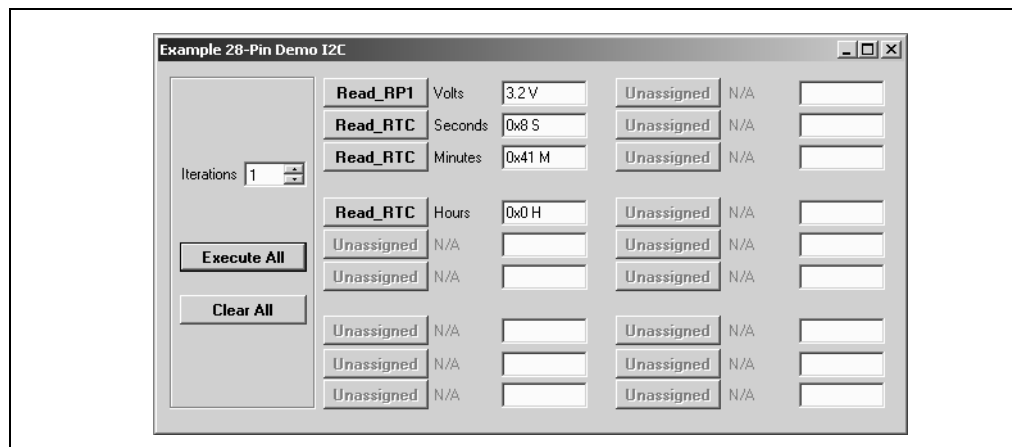 Example 28-Pin Demo I2C
Iterations 1
Execute All
Clear All
Read_RP1 Volts 3.2 V Unassigned N/A
Read_RTC Seconds 0x8 S Unassigned N/A
Read_RTC Minutes 0x41 M Unassigned N/A
Read_RTC Hours 0x0 H Unassigned N/A
Unassigned N/A Unassigned N/A
Unassigned N/A Unassigned N/A
Unassigned N/A Unassigned N/A
Unassigned N/A Unassigned N/A
Unassigned N/A Unassigned N/A